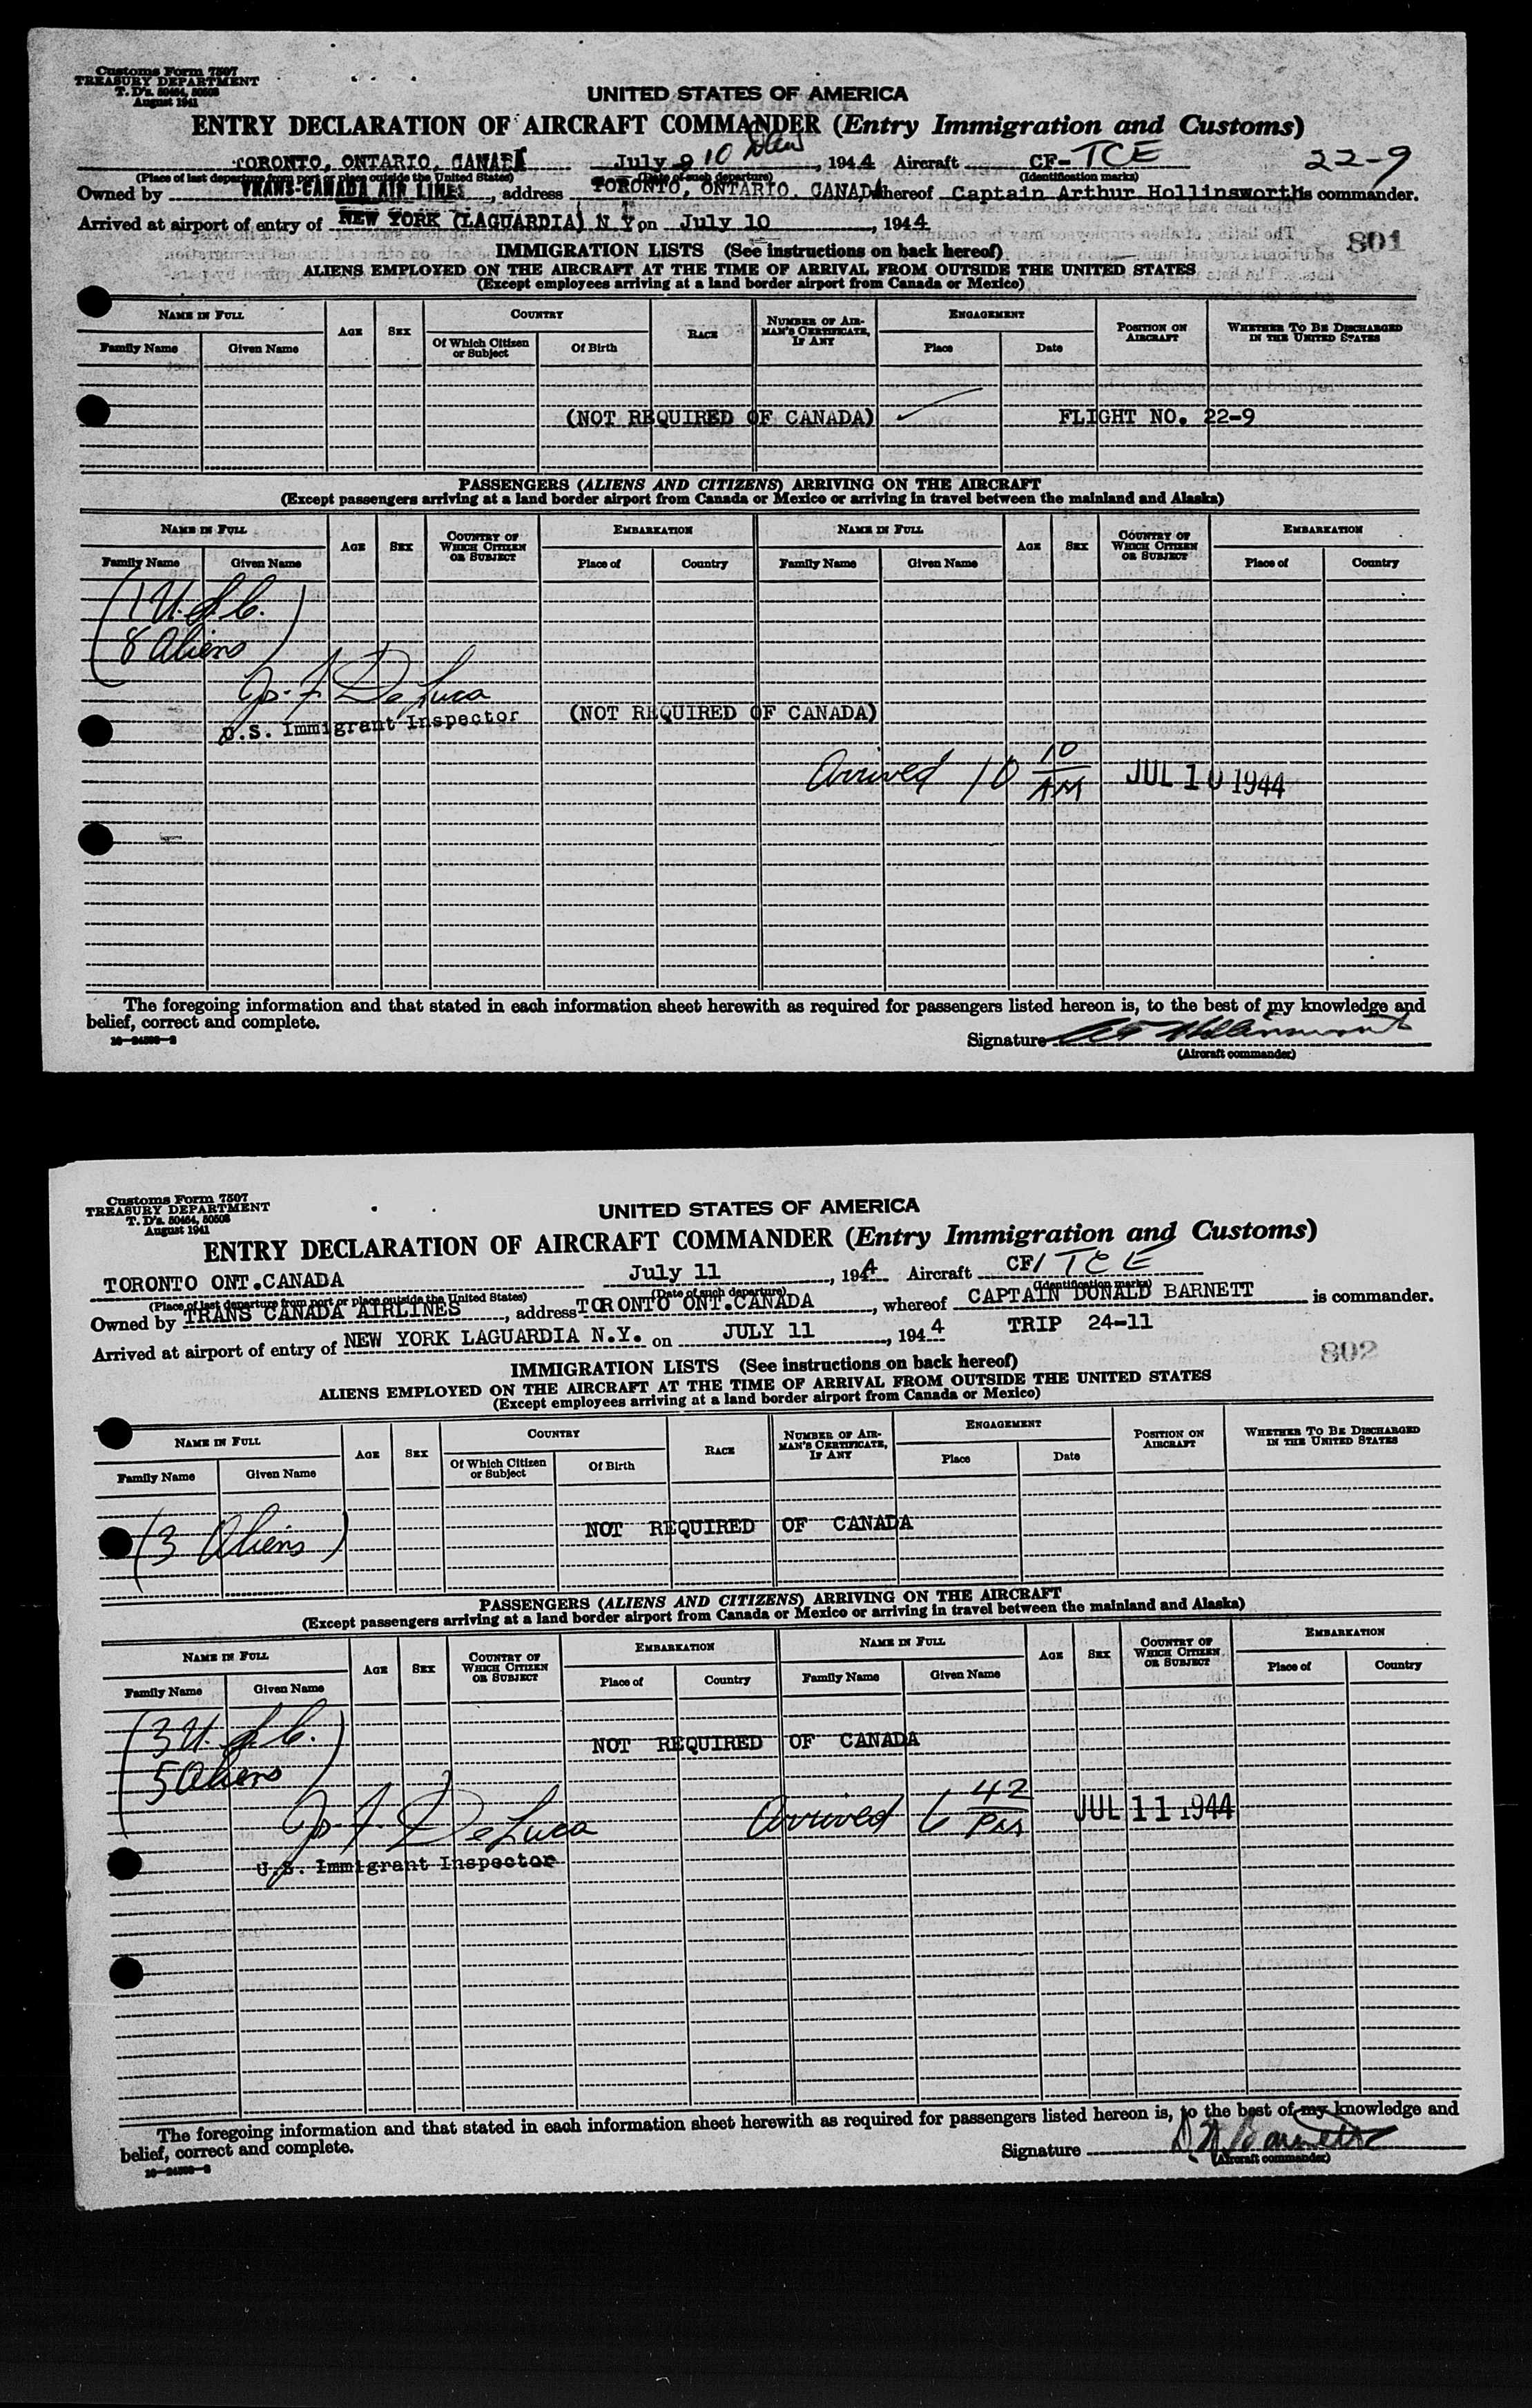 Customs Form 7507
TREASURY DEPARTMENT
T. D's. 50464, 50503
August 1941
UNITED STATES OF AMERICA
ENTRY DECLARATION OF AIRCRAFT COMMANDER (Entry Immigration and Customs)
TORONTO, ONTARIO, CANADA July 9 10, 1944 Aircraft CF-TCE 22-9
(Place of last departure from port or place outside the United States) (Date of such departure) (Identification marks)
Owned by TRANS-CANADA AIR LINES, address TORONTO, ONTARIO, CANADA whereof Captain Arthur Hollinsworth is commander.
Arrived at airport of entry of NEW YORK (LAGUARDIA) N Y on July 10, 1944
801
IMMIGRATION LISTS (See instructions on back hereof)
ALIENS EMPLOYED ON THE AIRCRAFT AT THE TIME OF ARRIVAL FROM OUTSIDE THE UNITED STATES
(Except employees arriving at a land border airport from Canada or Mexico)
NAME IN FULL AGE SEX COUNTRY RACE NUMBER OF AIRMAN'S CERTIFICATE, IF ANY ENGAGEMENT POSITION ON AIRCRAFT WHETHER TO BE DISCHARGED IN THE UNITED STATES
Family Name Given Name Of Which Citizen or Subject Of Birth Place Date
(NOT REQUIRED OF CANADA) FLIGHT NO. 22-9
PASSENGERS (ALIENS AND CITIZENS) ARRIVING ON THE AIRCRAFT
(Except passengers arriving at a land border airport from Canada or Mexico or arriving in travel between the mainland and Alaska)
NAME IN FULL AGE SEX COUNTRY OF WHICH CITIZEN OR SUBJECT EMBARKATION NAME IN FULL AGE SEX COUNTRY OF WHICH CITIZEN OR SUBJECT EMBARKATION
Family Name Given Name Place of Country Family Name Given Name Place of Country
(1 U.S.C.
8 Aliens)
Jos. F. DeLuca
U.S. Immigrant Inspector (NOT REQUIRED OF CANADA)
Arrived 10 10 AM JUL 10 1944
The foregoing information and that stated in each information sheet herewith as required for passengers listed hereon is, to the best of my knowledge and
belief, correct and complete.
Signature
(Aircraft commander)
Customs Form 7507
TREASURY DEPARTMENT
T. D's. 50464, 50503
August 1941
UNITED STATES OF AMERICA
ENTRY DECLARATION OF AIRCRAFT COMMANDER (Entry Immigration and Customs)
TORONTO ONT.CANADA July 11, 1944 Aircraft CF/TCE
(Place of last departure from port or place outside the United States) (Date of such departure) (Identification marks)
Owned by TRANS CANADA AIRLINES, address TORONTO ONT.CANADA, whereof CAPTAIN DONALD BARNETT is commander.
Arrived at airport of entry of NEW YORK LAGUARDIA N.Y. on JULY 11, 1944 TRIP 24-11
802
IMMIGRATION LISTS (See instructions on back hereof)
ALIENS EMPLOYED ON THE AIRCRAFT AT THE TIME OF ARRIVAL FROM OUTSIDE THE UNITED STATES
(Except employees arriving at a land border airport from Canada or Mexico)
NAME IN FULL AGE SEX COUNTRY RACE NUMBER OF AIRMAN'S CERTIFICATE, IF ANY ENGAGEMENT POSITION ON AIRCRAFT WHETHER TO BE DISCHARGED IN THE UNITED STATES
Family Name Given Name Of Which Citizen or Subject Of Birth Place Date
(3 Aliens) NOT REQUIRED OF CANADA
PASSENGERS (ALIENS AND CITIZENS) ARRIVING ON THE AIRCRAFT
(Except passengers arriving at a land border airport from Canada or Mexico or arriving in travel between the mainland and Alaska)
NAME IN FULL AGE SEX COUNTRY OF WHICH CITIZEN OR SUBJECT EMBARKATION NAME IN FULL AGE SEX COUNTRY OF WHICH CITIZEN OR SUBJECT EMBARKATION
Family Name Given Name Place of Country Family Name Given Name Place of Country
(3 U.S.C. NOT REQUIRED OF CANADA
5 Aliens)
Jos. F. DeLuca Arrived 6 42 PM JUL 11 1944
U.S. Immigrant Inspector
The foregoing information and that stated in each information sheet herewith as required for passengers listed hereon is, to the best of my knowledge and
belief, correct and complete.
Signature D. Barnett
(Aircraft commander)